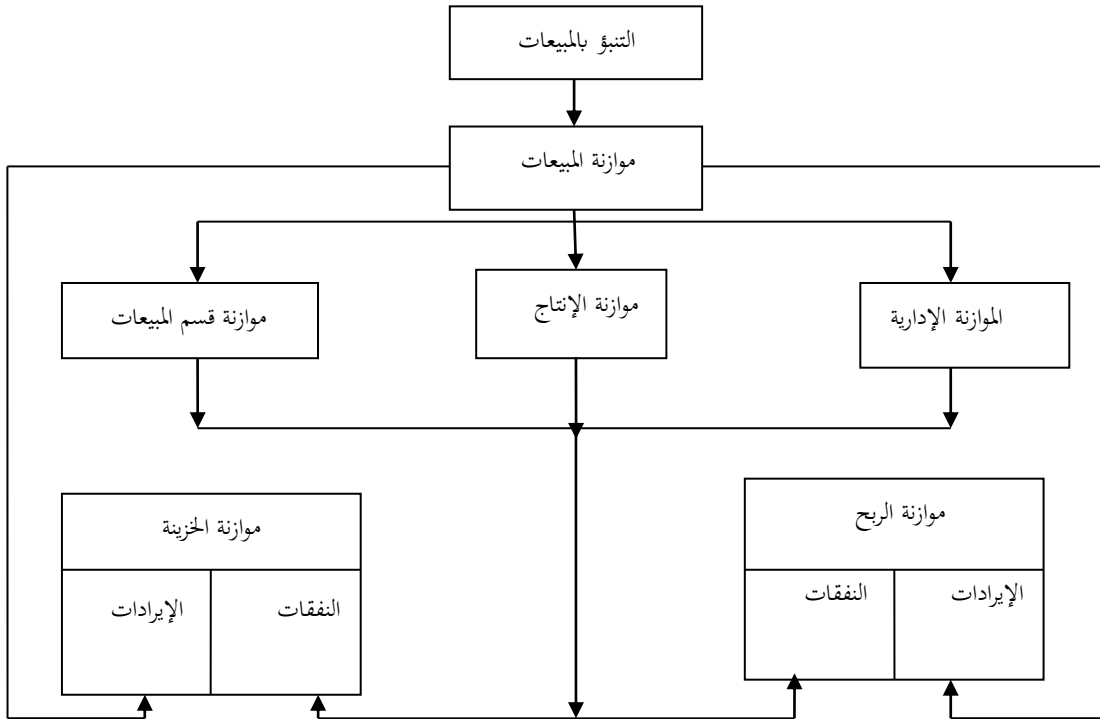 التنبؤ بالمبيعات
موازنة المبيعات
الموازنة الإدارية
موازنة الإنتاج
موازنة قسم المبيعات
موازنة الربح
الإيرادات
النفقات
موازنة الخزينة
النفقات
الإيرادات